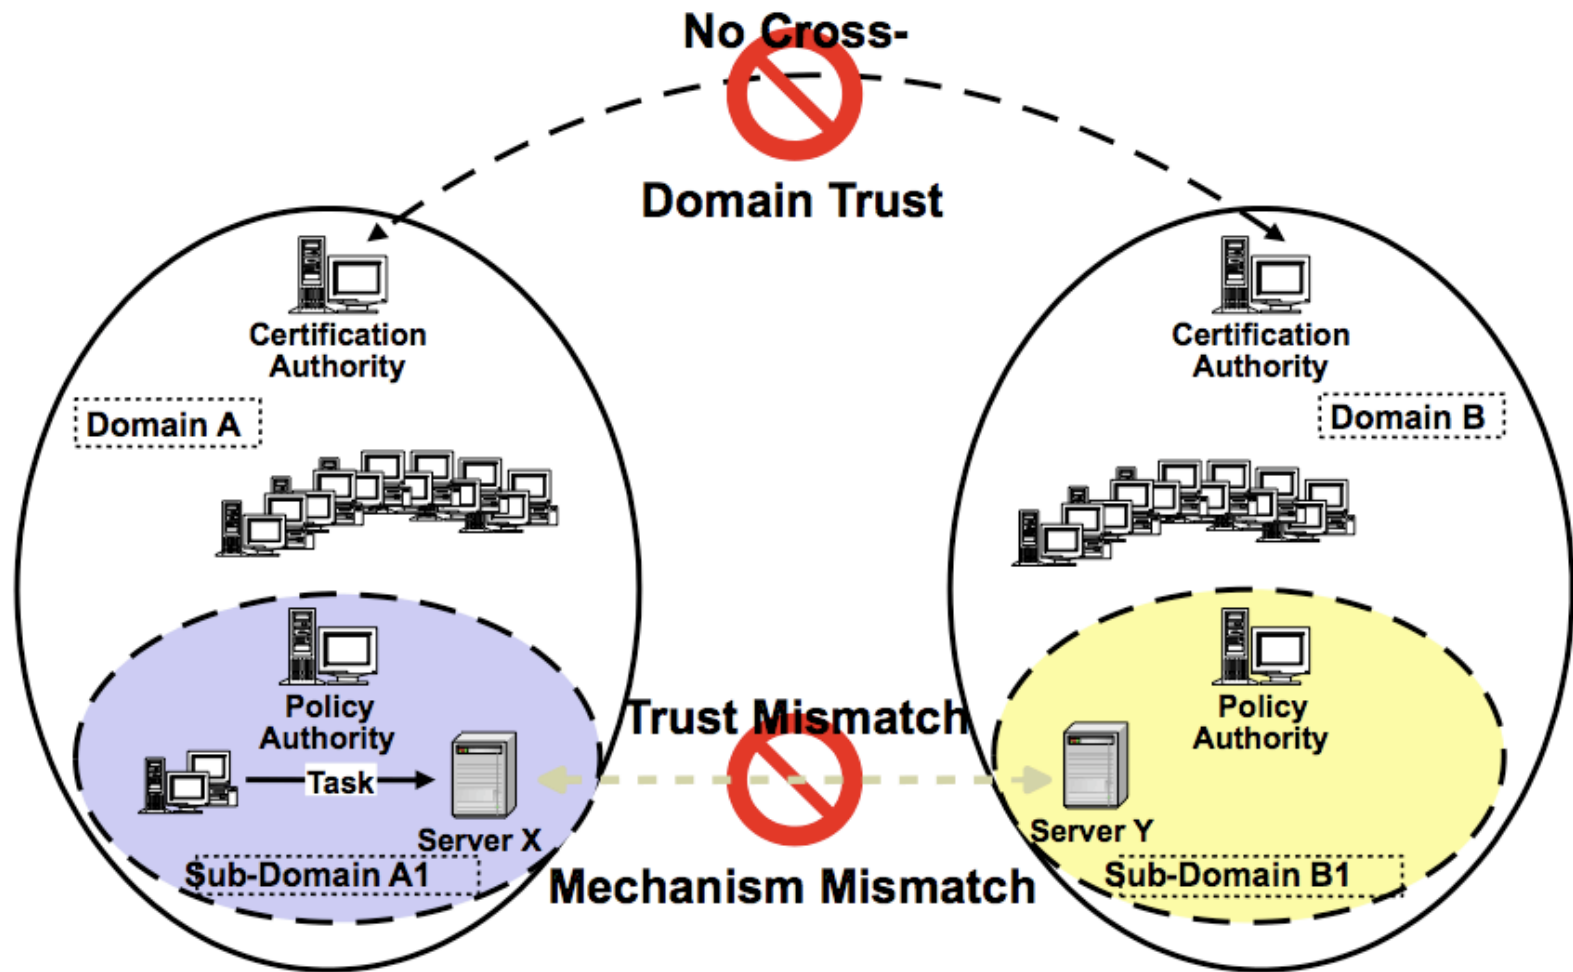 No Cross-
Domain Trust
Certification
Authority
Certification
Authority
Domain A
Domain B
Policy
Authority
Policy
Authority
Trust Mismatch
Task
Server X
Server Y
Sub-Domain A1
Mechanism Mismatch
Sub-Domain B1